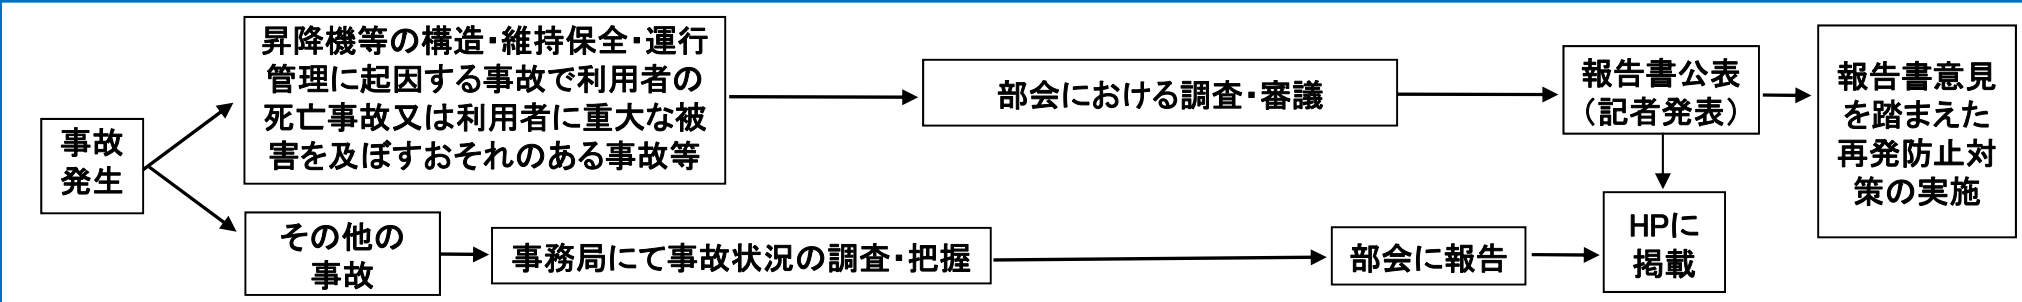 事故
発生
昇降機等の構造・維持保全・運行
管理に起因する事故で利用者の
死亡事故又は利用者に重大な被
害を及ぼすおそれのある事故等
部会における調査・審議
報告書公表
（記者発表）
報告書意見
を踏まえた
再発防止対
策の実施
その他の
事故
事務局にて事故状況の調査・把握
部会に報告
HPに
掲載